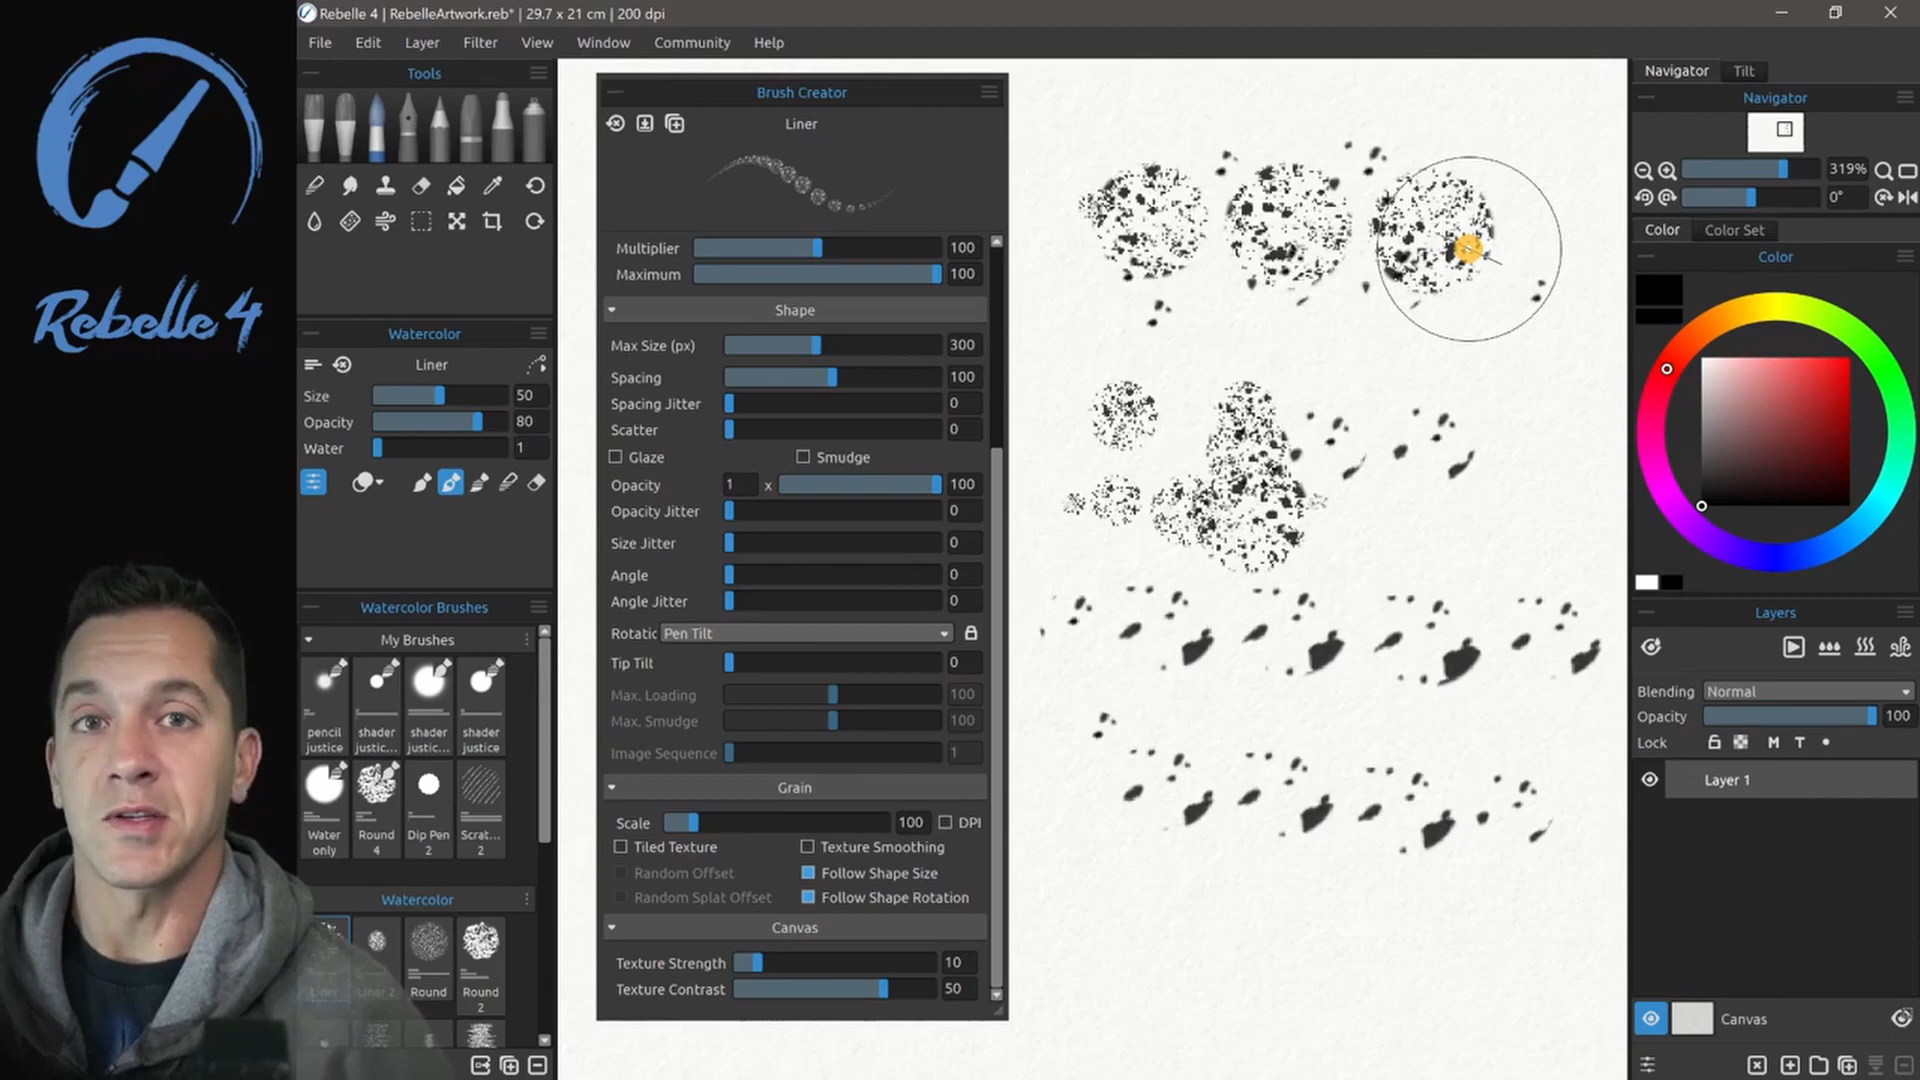 Rebelle 4 | RebelleArtwork.reb* | 29.7 x 21 cm | 200 dpi
File Edit Layer Filter View Window Community Help
Rebelle 4
Tools
Watercolor
Liner
Size 50
Opacity 80
Water 1
Watercolor Brushes
My Brushes
pencil justice
shader justic...
shader justic...
shader justice
Water only
Round 4
Dip Pen 2
Scrat... 2
Watercolor
Liner
Liner 2
Round
Round 2
Brush Creator
Liner
Multiplier 100
Maximum 100
Shape
Max Size (px) 300
Spacing 100
Spacing Jitter 0
Scatter 0
Glaze Smudge
Opacity 1 x 100
Opacity Jitter 0
Size Jitter 0
Angle 0
Angle Jitter 0
Rotatic Pen Tilt
Tip Tilt 0
Max. Loading 100
Max. Smudge 100
Image Sequence 1
Grain
Scale 100 DPI
Tiled Texture Texture Smoothing
Random Offset Follow Shape Size
Random Splat Offset Follow Shape Rotation
Canvas
Texture Strength 10
Texture Contrast 50
Navigator Tilt
Navigator
319%
0°
Color Color Set
Color
Layers
Blending Normal
Opacity 100
Lock M T
Layer 1
Canvas